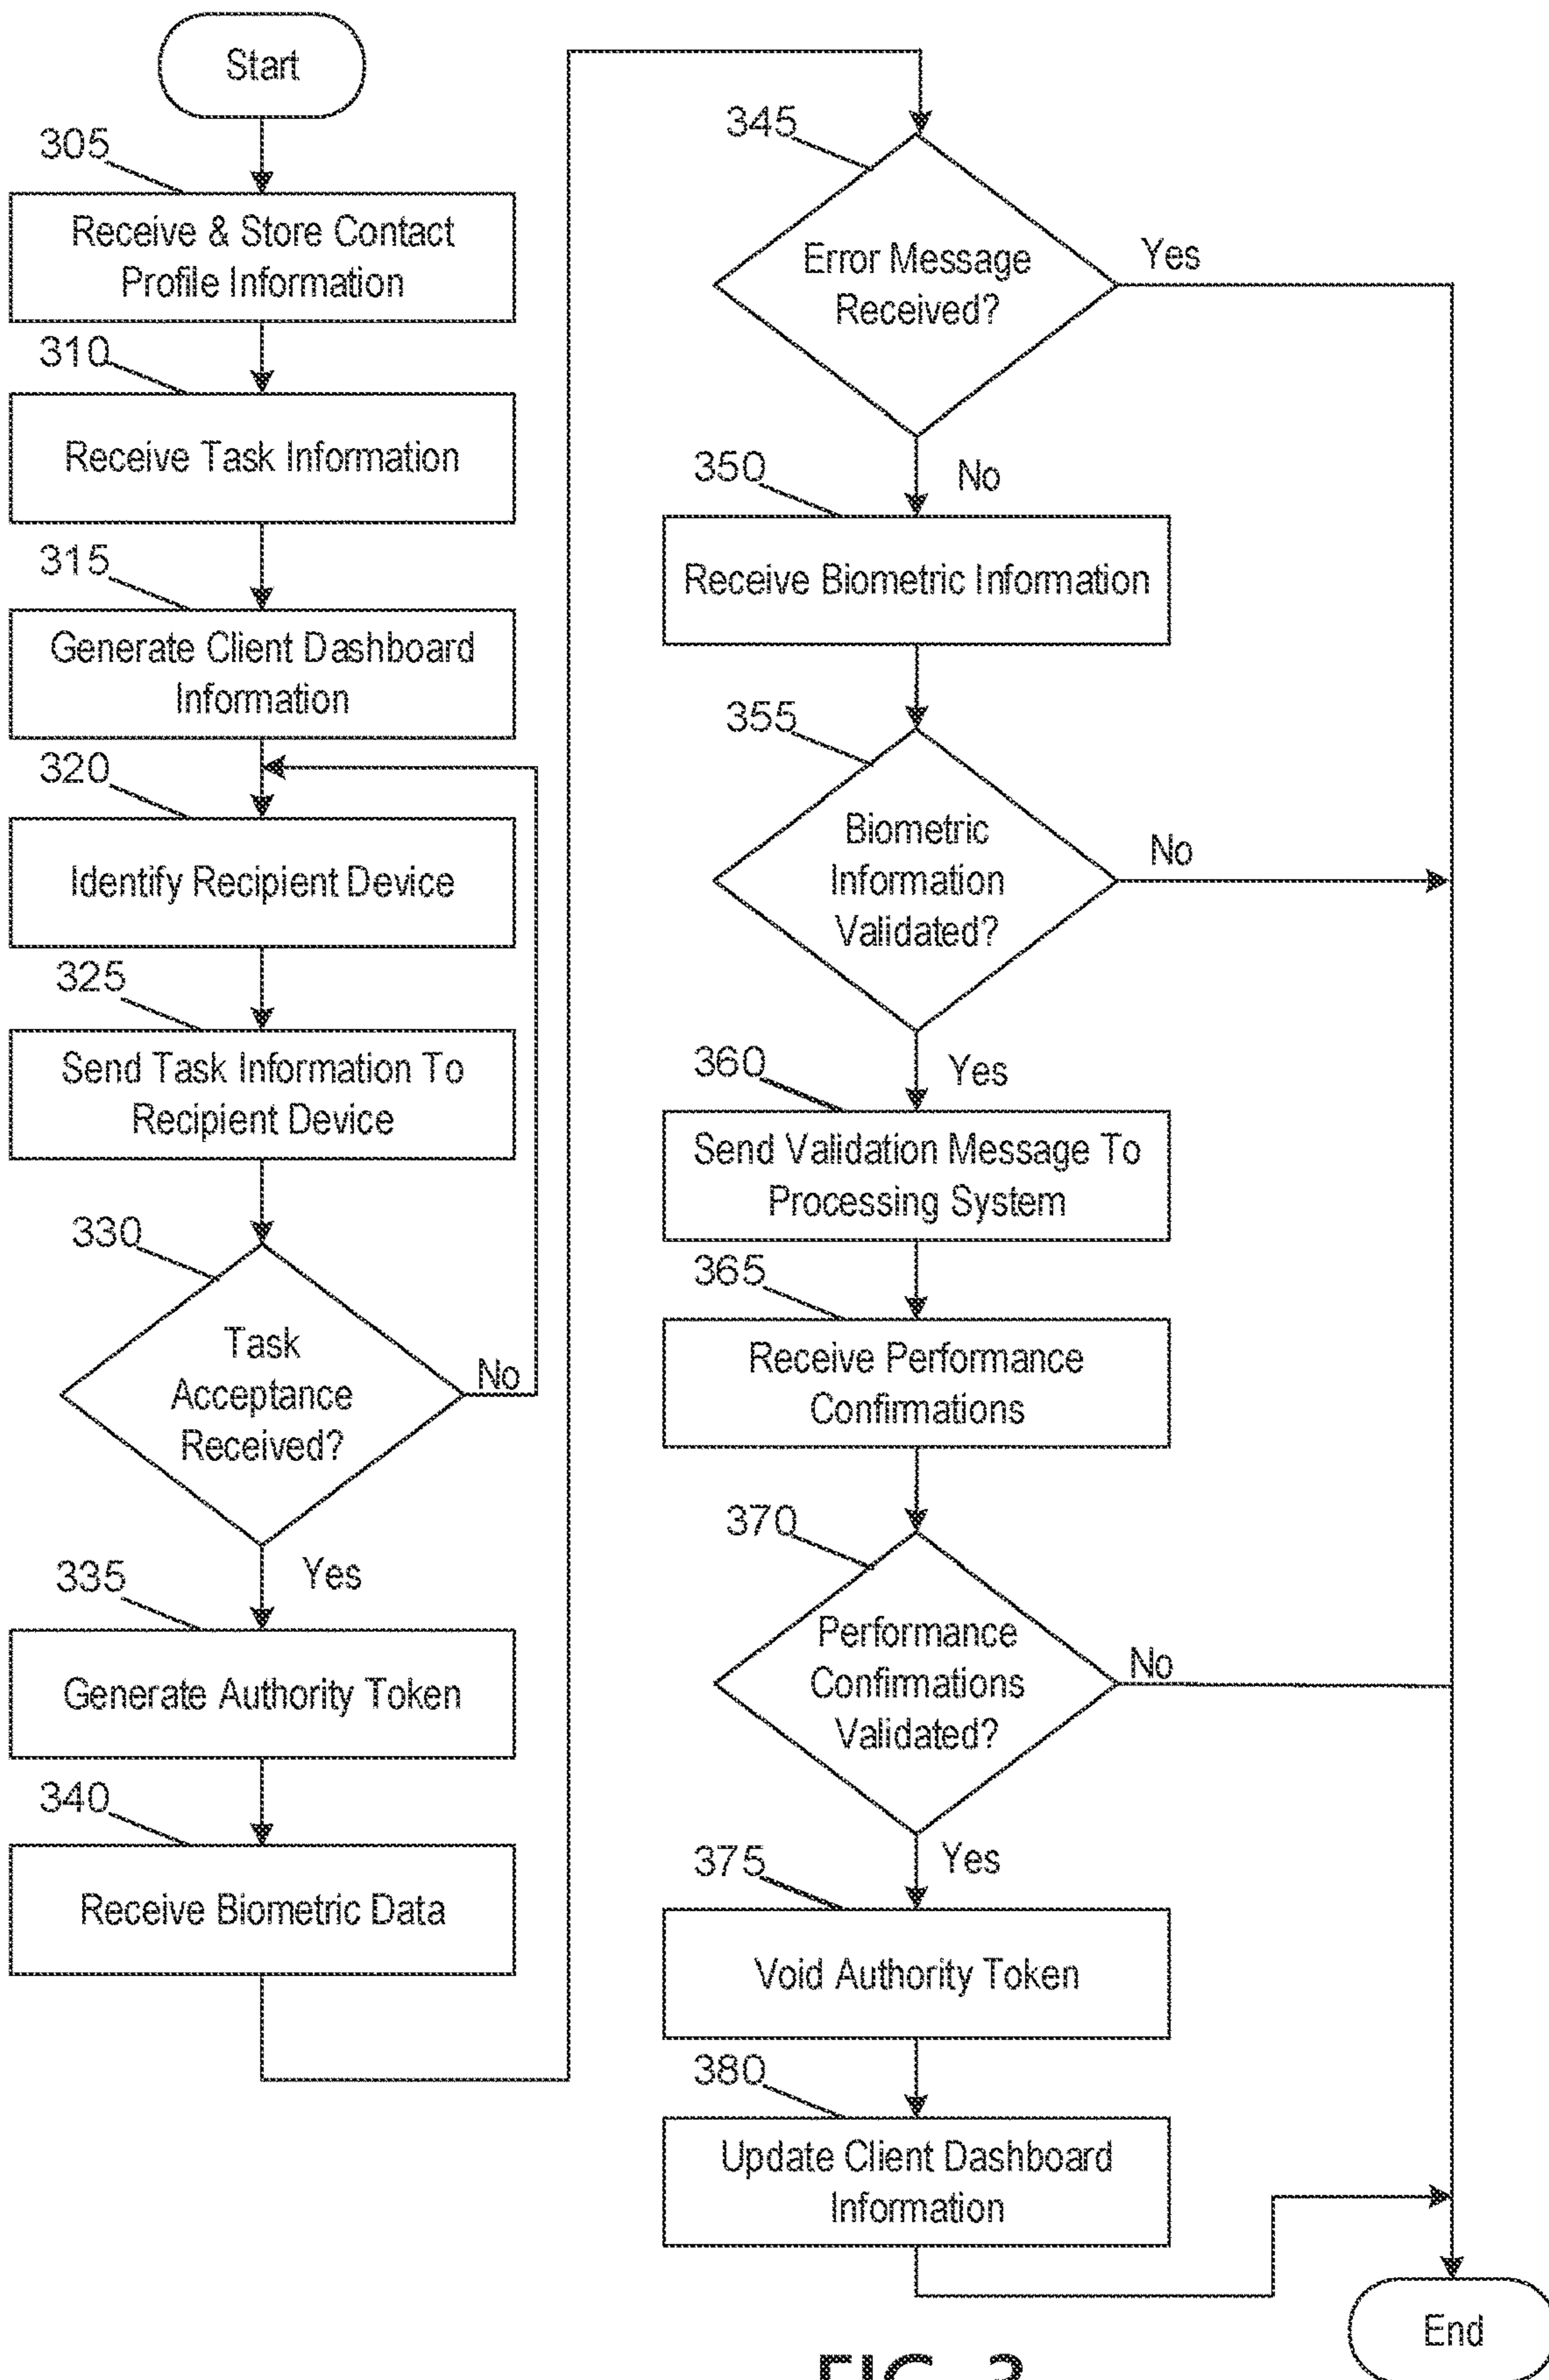 Start
305
Receive & Store Contact
Profile Information
310
Receive Task Information
315
Generate Client Dashboard
Information
320
Identify Recipient Device
325
Send Task Information To
Recipient Device
330
Task
Acceptance
Received?
No
Yes
335
Generate Authority Token
340
Receive Biometric Data
345
Error Message
Received?
Yes
No
350
Receive Biometric Information
355
Biometric
Information
Validated?
No
Yes
360
Send Validation Message To
Processing System
365
Receive Performance
Confirmations
370
Performance
Confirmations
Validated?
No
Yes
375
Void Authority Token
380
Update Client Dashboard
Information
End
FIG. 3